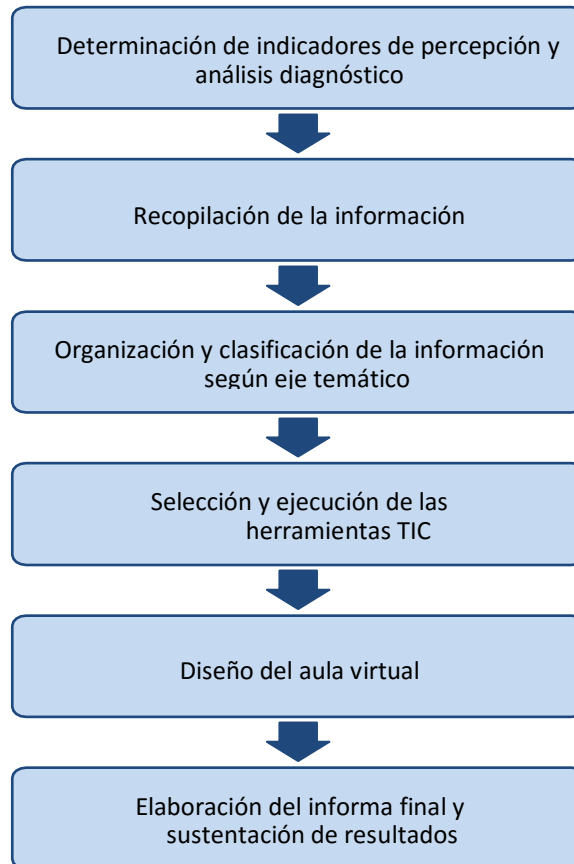 Determinación de indicadores de percepción y
análisis diagnóstico
Recopilación de la información
Organización y clasificación de la información
según eje temático
Selección y ejecución de las
herramientas TIC
Diseño del aula virtual
Elaboración del informa final y
sustentación de resultados